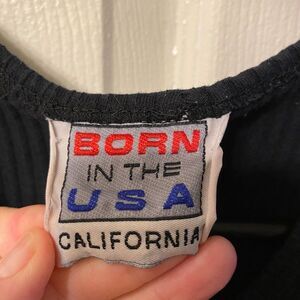 BORN
IN THE
USA
CALIFORNIA